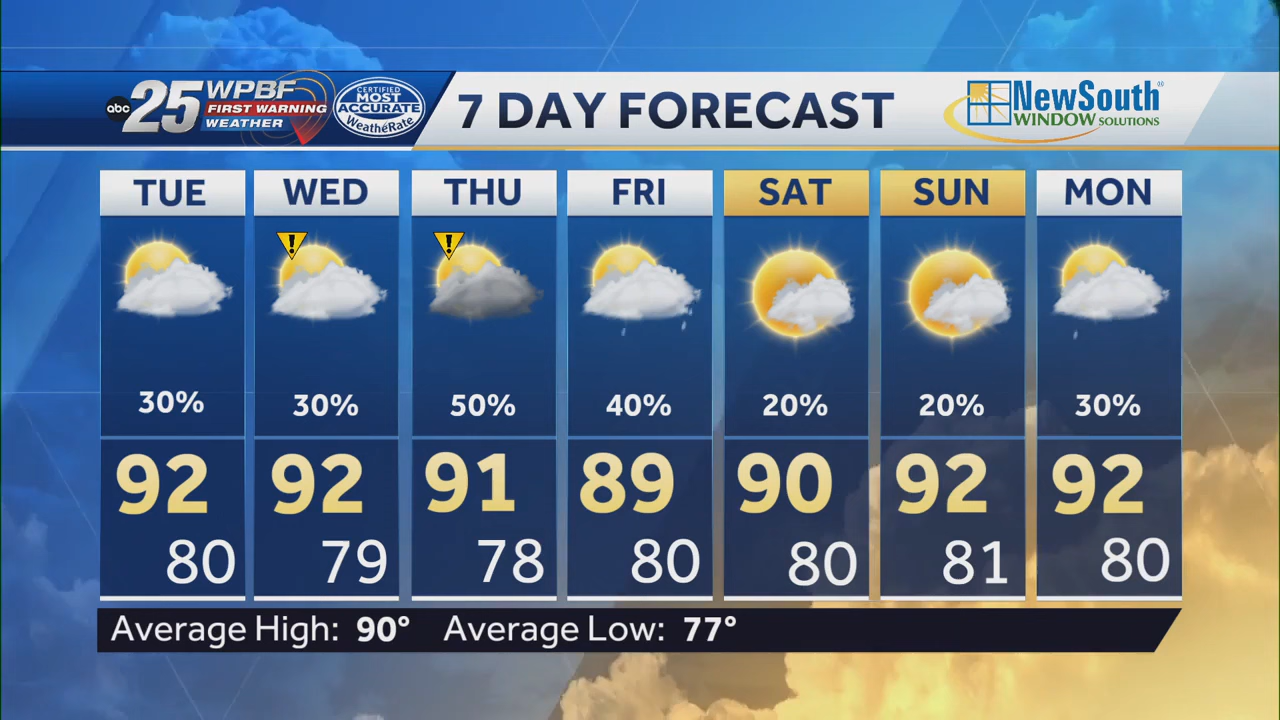 abc 25 WPBF
FIRST WARNING
WEATHER
CERTIFIED
MOST
ACCURATE
WeatheRate
7 DAY FORECAST
NewSouth
WINDOW SOLUTIONS
TUE WED THU FRI SAT SUN MON
! !
30% 30% 50% 40% 20% 20% 30%
92 92 91 89 90 92 92
80 79 78 80 80 81 80
Average High: 90° Average Low: 77°